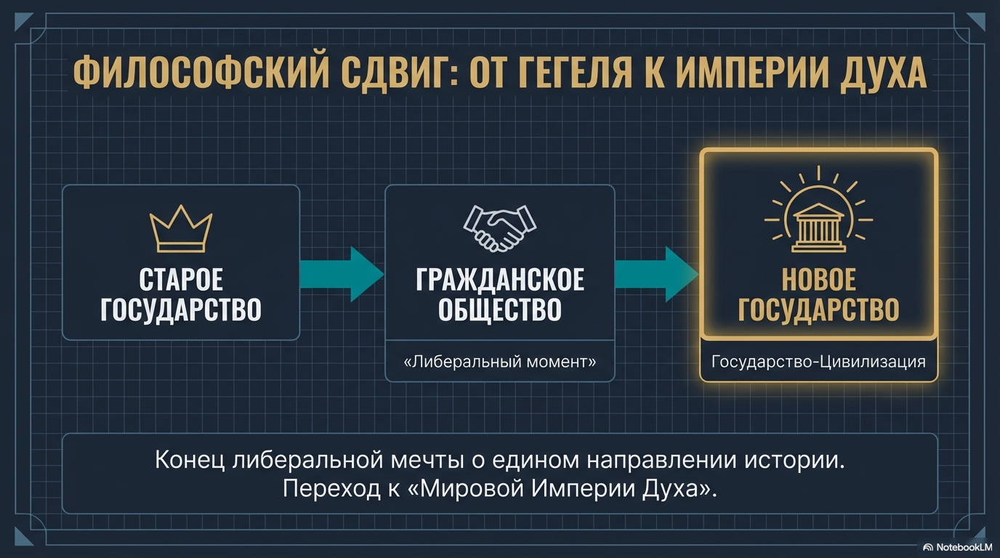 ФИЛОСОФСКИЙ СДВИГ: ОТ ГЕГЕЛЯ К ИМПЕРИИ ДУХА
СТАРОЕ
ГОСУДАРСТВО
ГРАЖДАНСКОЕ
ОБЩЕСТВО
«Либеральный момент»
НОВОЕ
ГОСУДАРСТВО
Государство-Цивилизация
Конец либеральной мечты о едином направлении истории.
Переход к «Мировой Империи Духа».
NotebookLM